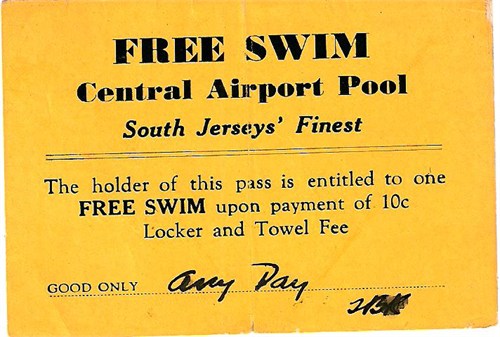 FREE SWIM
Central Airport Pool
South Jerseys' Finest
The holder of this pass is entitled to one
FREE SWIM upon payment of 10c
Locker and Towel Fee
GOOD ONLY Any Day